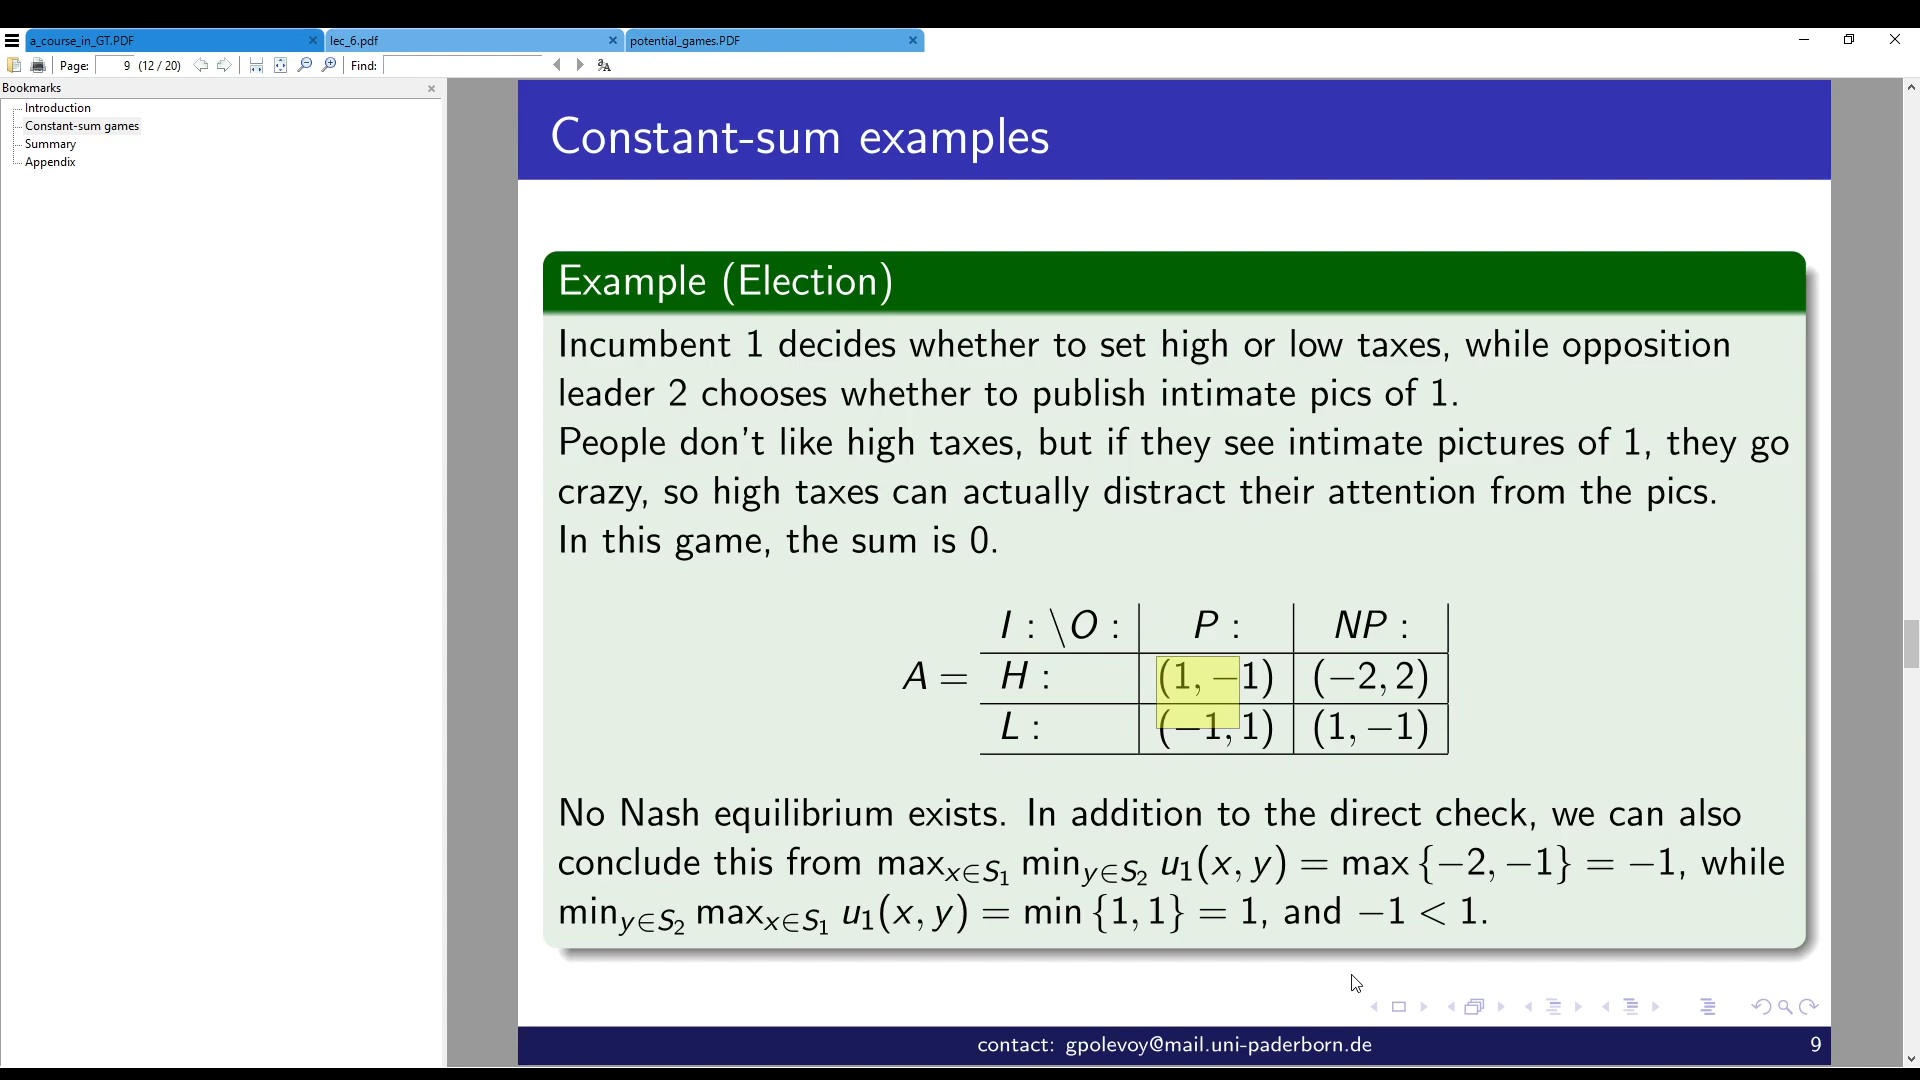 a_course_in_GT.PDF
lec_6.pdf
potential_games.PDF
Page: 9 (12 / 20) Find:
Bookmarks
Introduction
Constant-sum games
Summary
Appendix
Constant-sum examples
Example (Election)
Incumbent 1 decides whether to set high or low taxes, while opposition
leader 2 chooses whether to publish intimate pics of 1.
People don't like high taxes, but if they see intimate pictures of 1, they go
crazy, so high taxes can actually distract their attention from the pics.
In this game, the sum is 0.
I : \O : P : NP :
A = H : (1, −1) (−2, 2)
L : (−1, 1) (1, −1)
No Nash equilibrium exists. In addition to the direct check, we can also
conclude this from max_{x∈S_1} min_{y∈S_2} u_1(x, y) = max {−2, −1} = −1, while
min_{y∈S_2} max_{x∈S_1} u_1(x, y) = min {1, 1} = 1, and −1 < 1.
contact: gpolevoy@mail.uni-paderborn.de 9